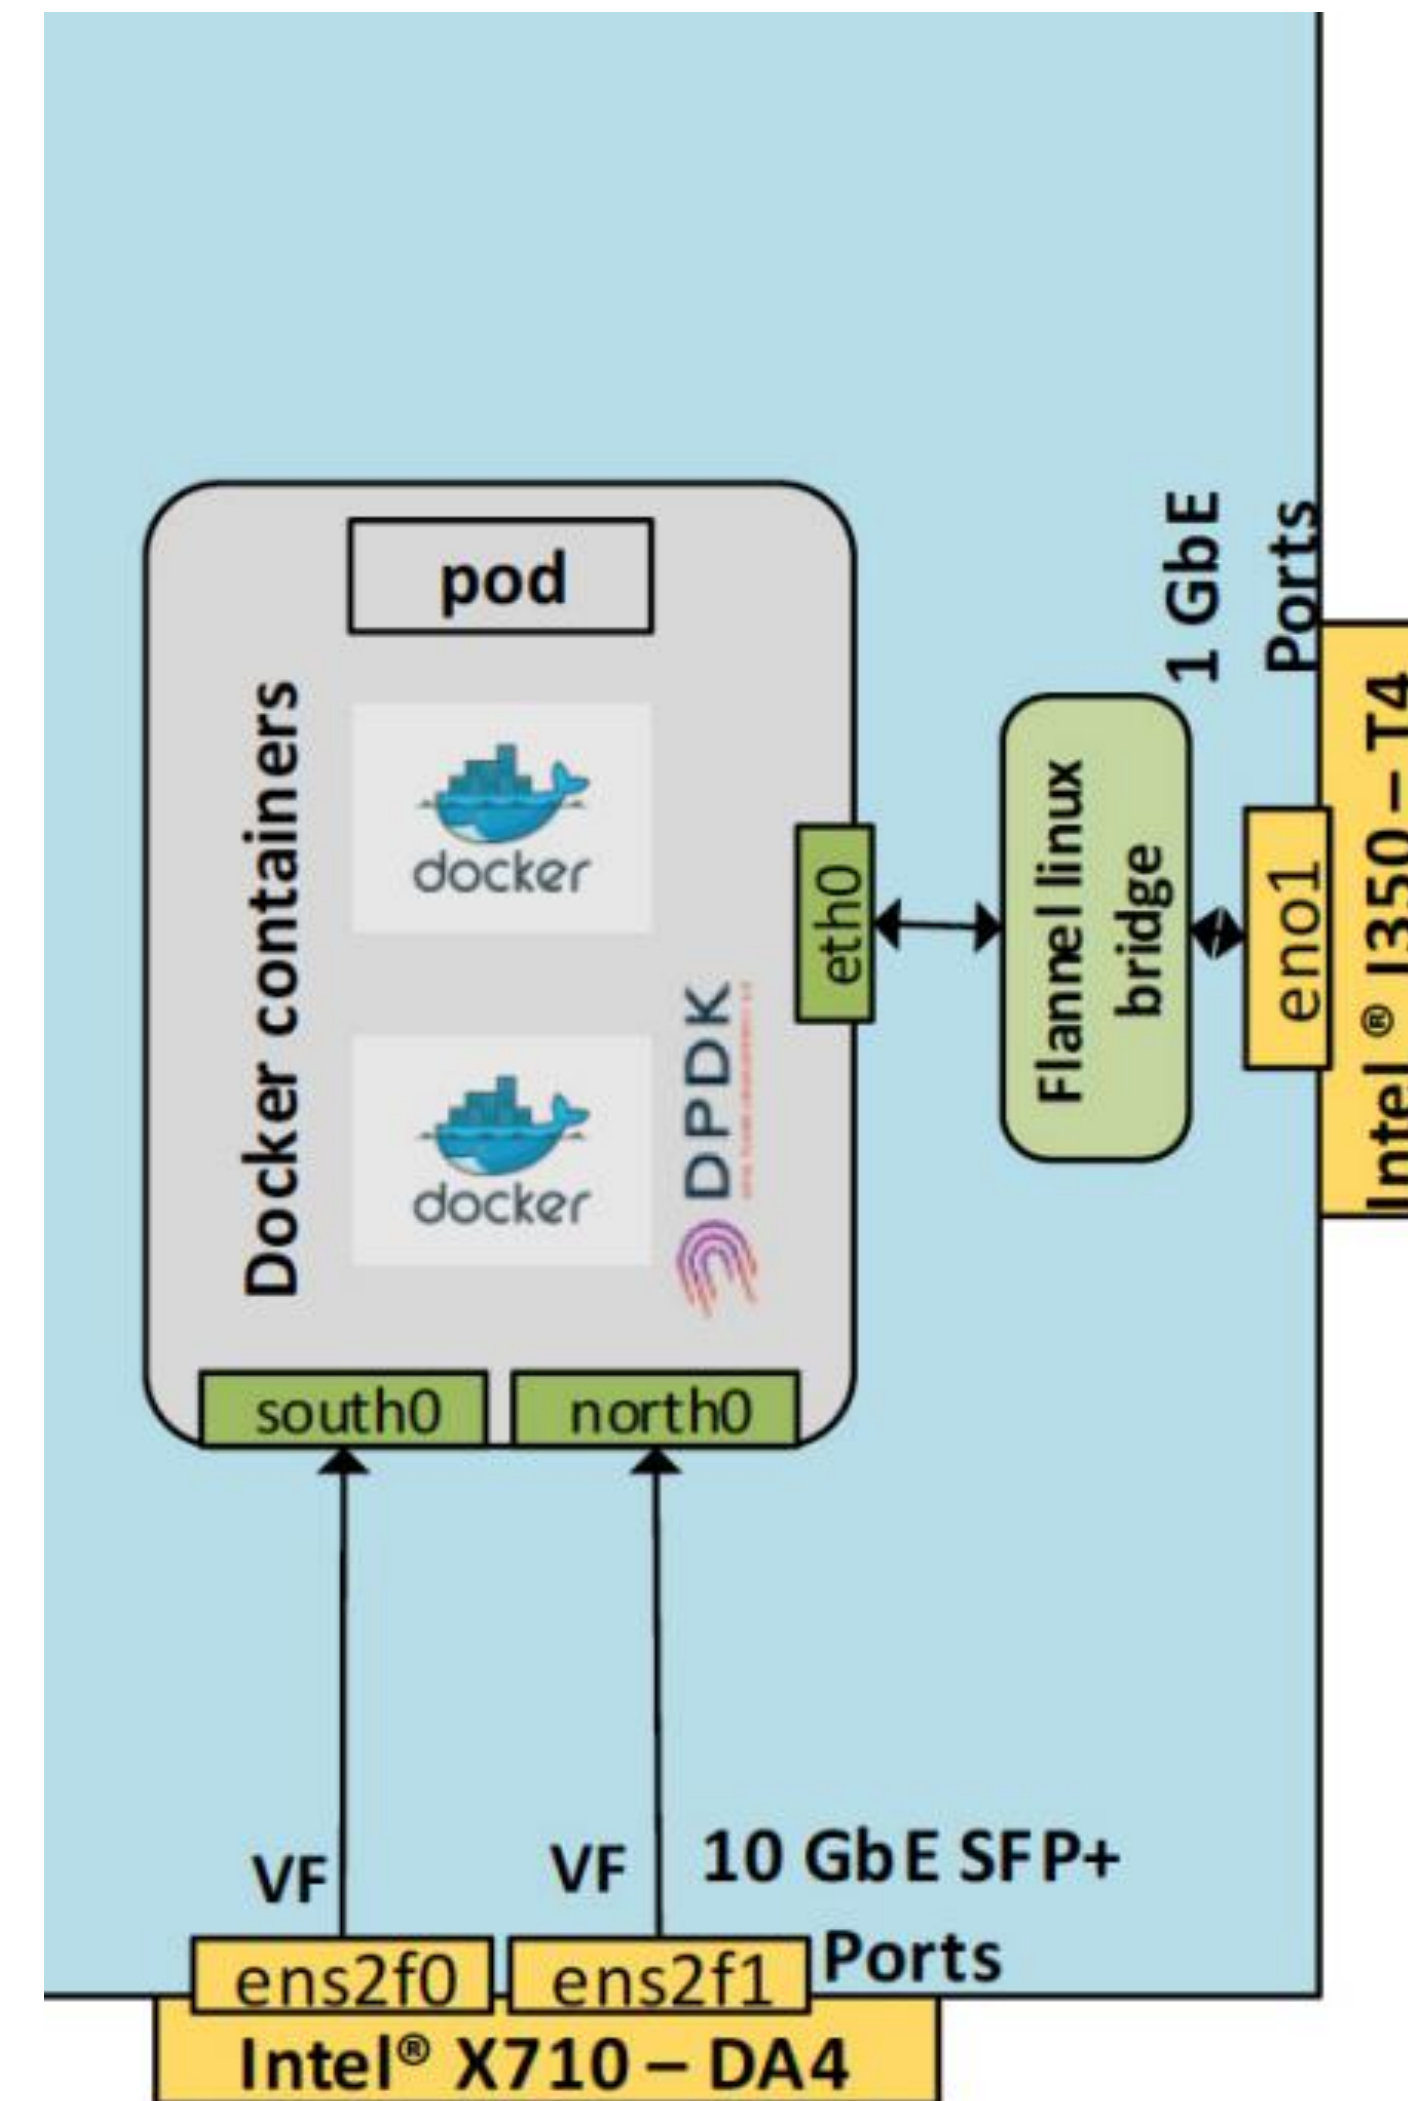 pod
Docker containers
docker
docker
DPDK
eth0
Flannel linux
bridge
1 GbE
Ports
eno1
Intel ® I350 – T4
south0
north0
VF
VF
10 GbE SFP+
Ports
ens2f0
ens2f1
Intel® X710 – DA4